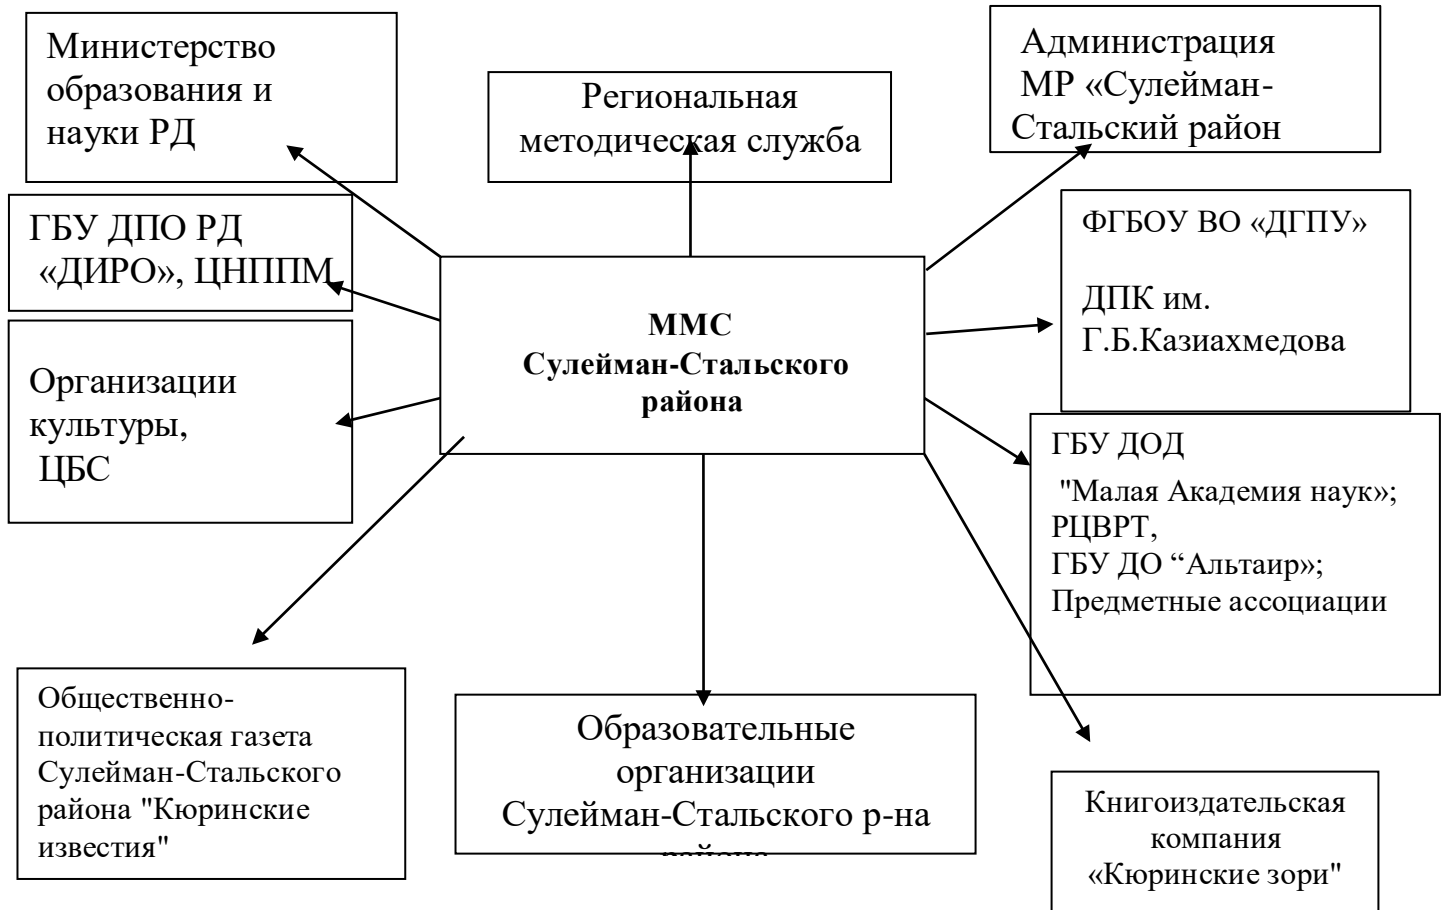 Министерство
образования и
науки РД
Региональная
методическая служба
Администрация
МР «Сулейман-
Стальский район
ГБУ ДПО РД
«ДИРО», ЦНППМ
ФГБОУ ВО «ДГПУ»
ДПК им.
Г.Б.Казиахмедова
ММС
Сулейман-Стальского
района
Организации
культуры,
ЦБС
ГБУ ДОД
"Малая Академия наук»;
РЦВРТ,
ГБУ ДО “Альтаир»;
Предметные ассоциации
Общественно-
политическая газета
Сулейман-Стальского
района "Кюринские
известия"
Образовательные
организации
Сулейман-Стальского р-на
района
Книгоиздательская
компания
«Кюринские зори"